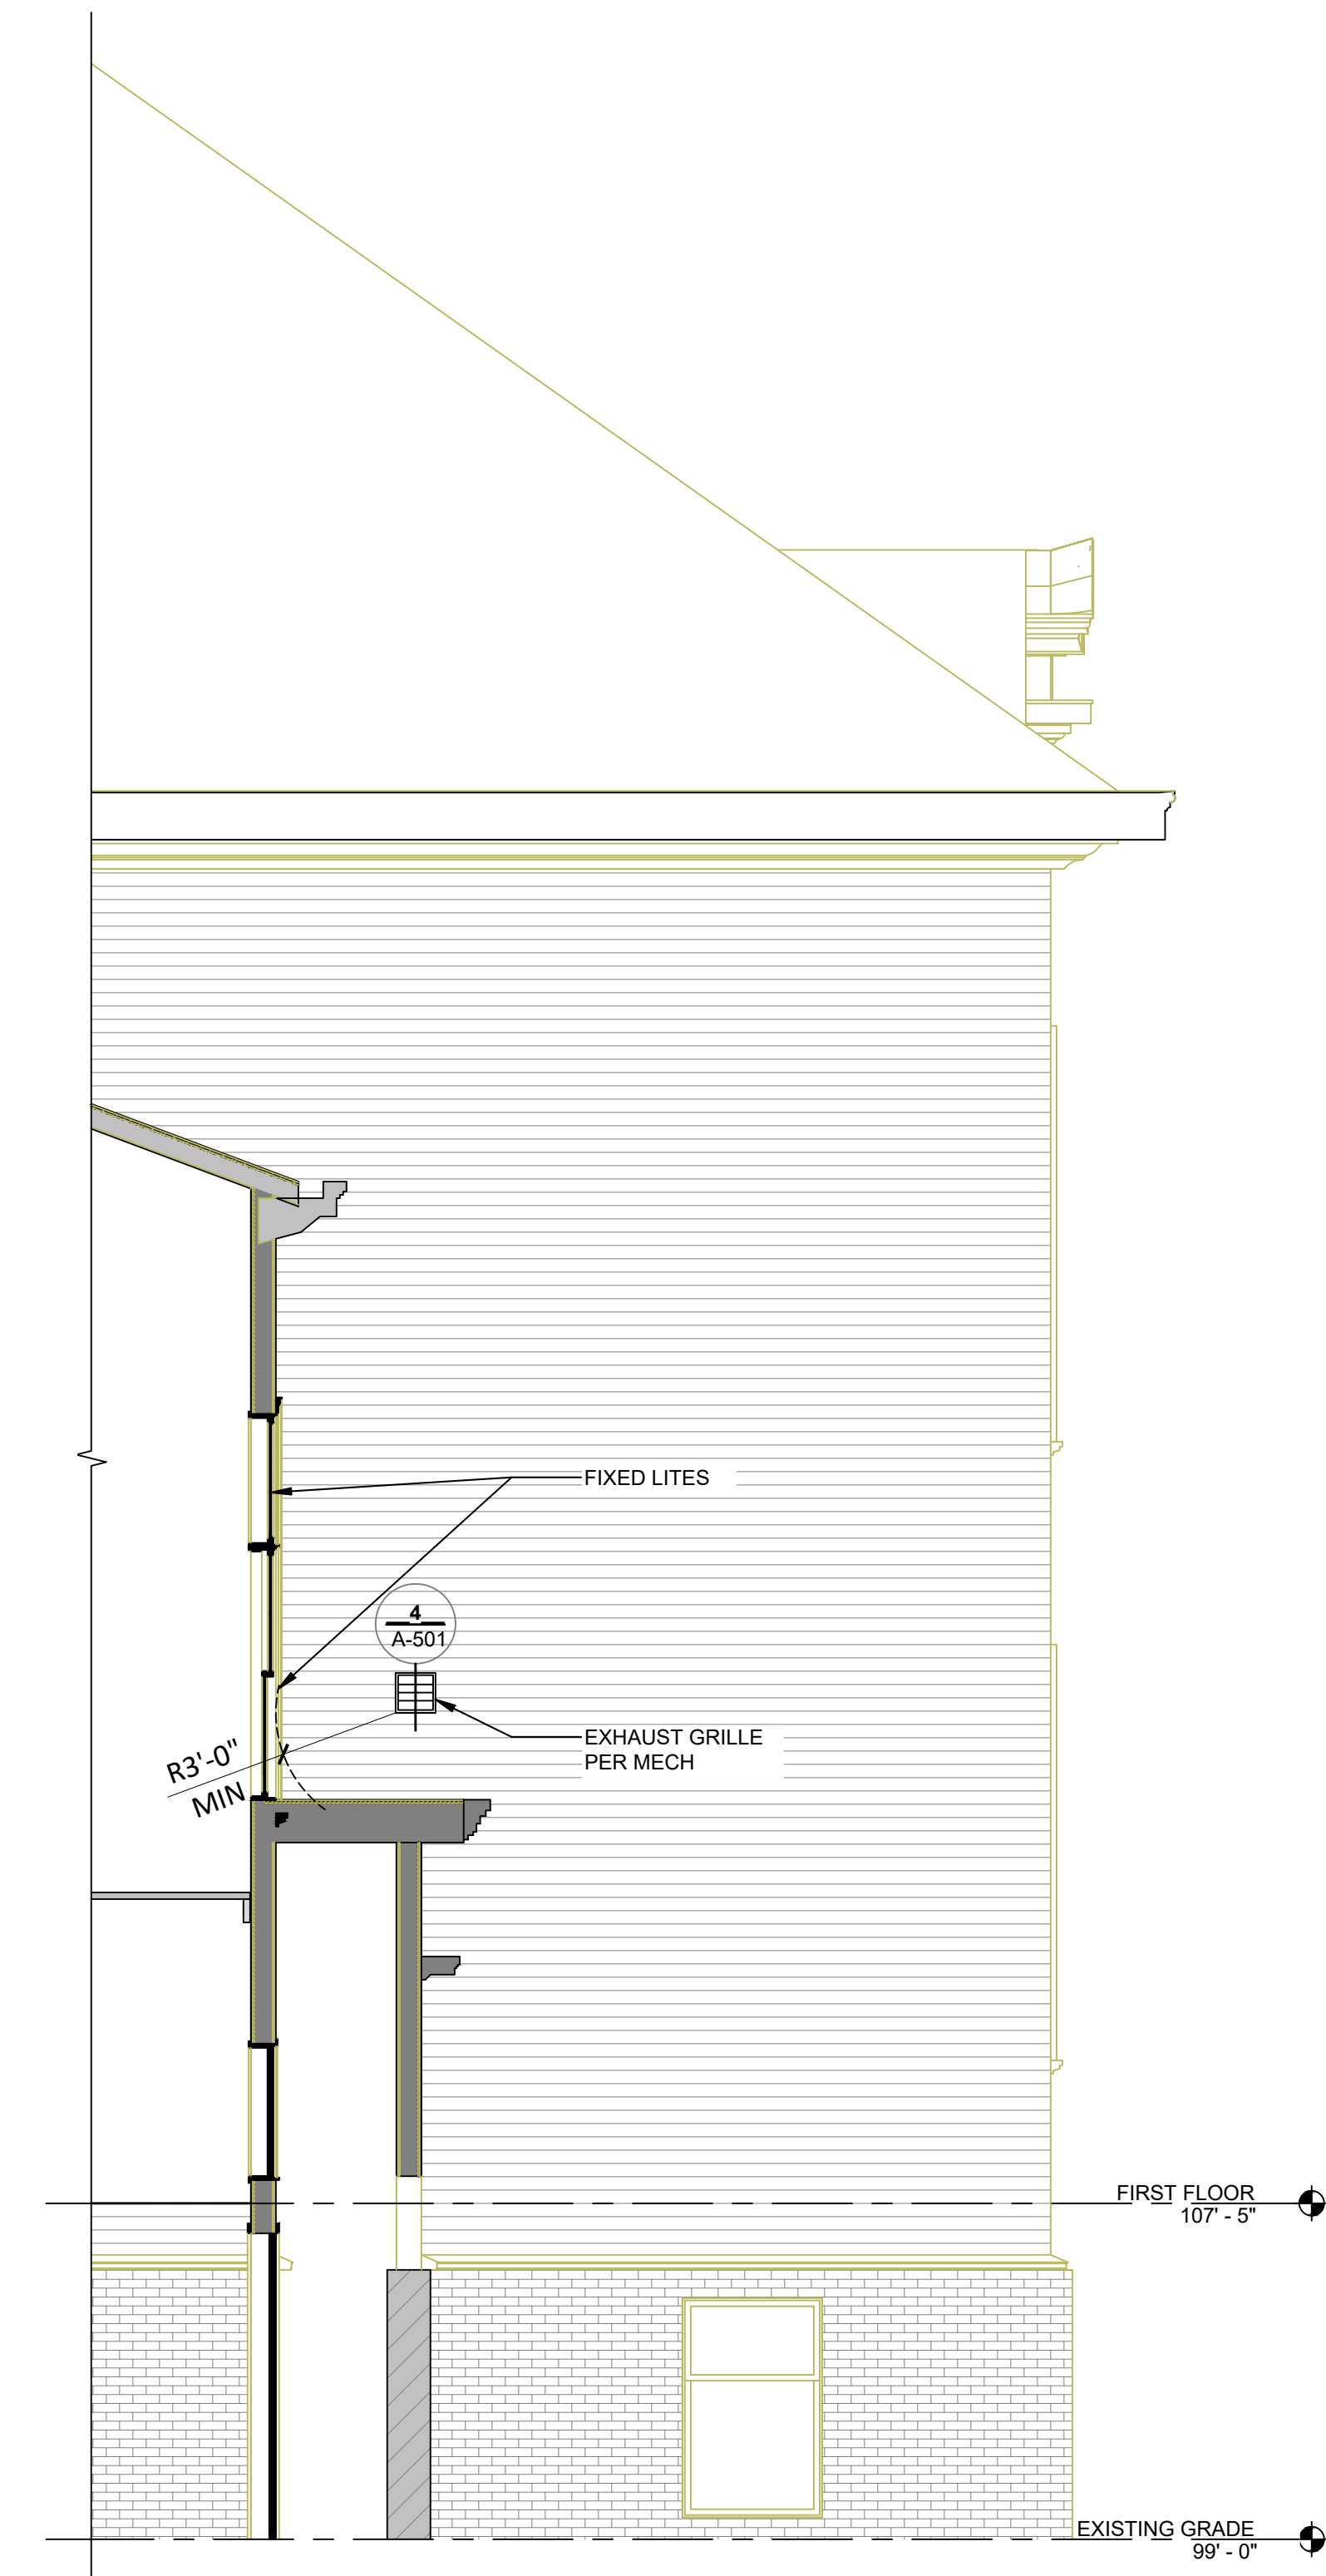 FIXED LITES
4
A-501
EXHAUST GRILLE
PER MECH
R3'-0"
MIN
FIRST FLOOR
107' - 5"
EXISTING GRADE
99' - 0"